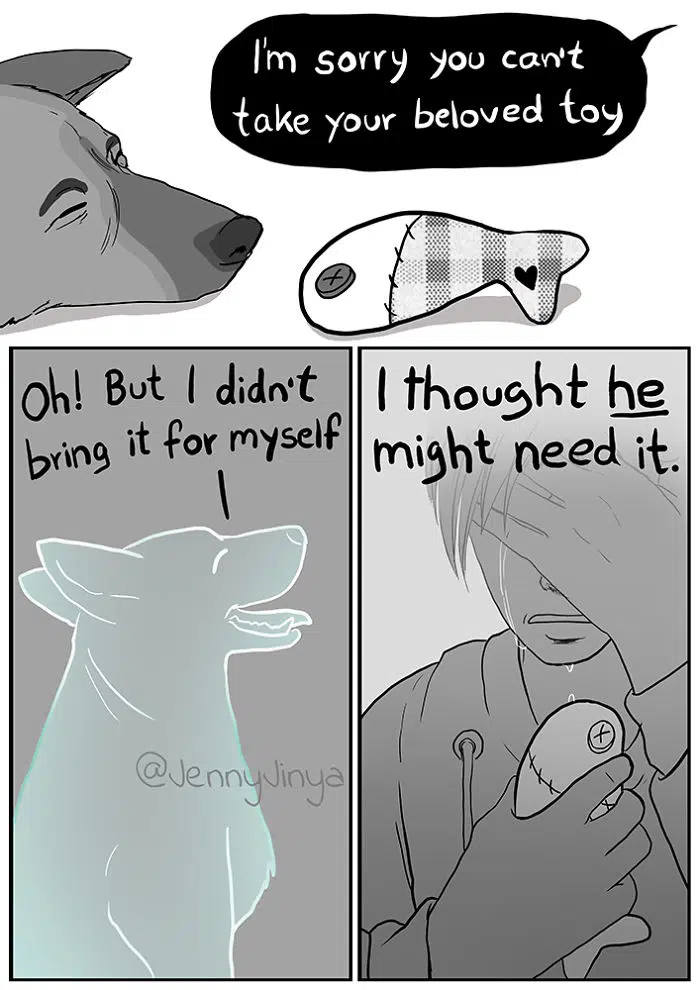 I'm sorry you can't
take your beloved toy
Oh! But I didn't
bring it for myself
I thought he
might need it.
@JennyJinya